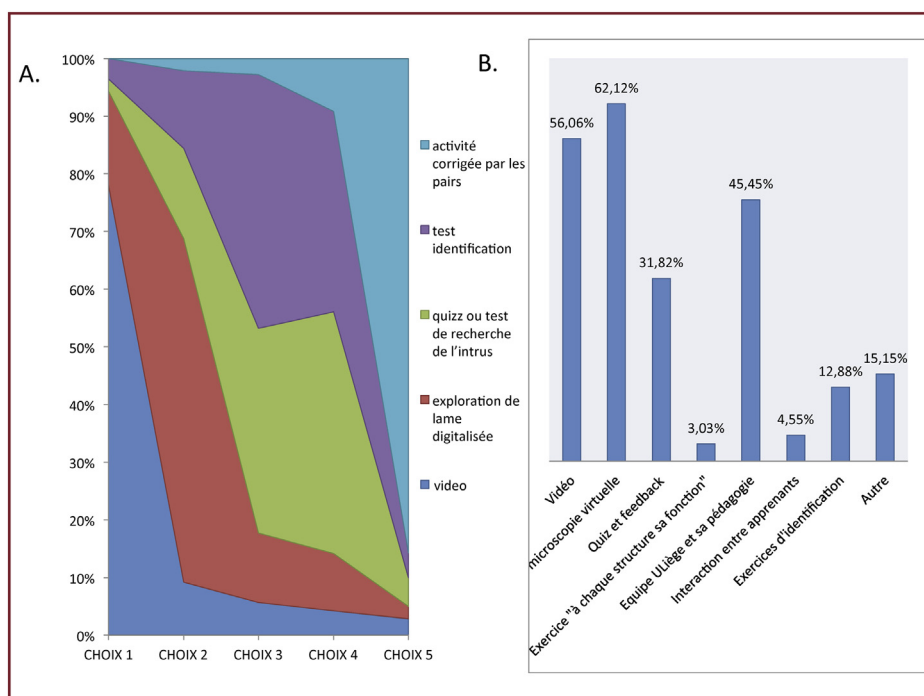 A.
100%
90%
80%
70%
60%
50%
40%
30%
20%
10%
0%
CHOIX 1
CHOIX 2
CHOIX 3
CHOIX 4
CHOIX 5
activité
corrigée par les
pairs
test
identification
quizz ou test
de recherche
de l'intrus
exploration de
lame
digitalisée
video
B.
56,06%
62,12%
31,82%
3,03%
45,45%
4,55%
12,88%
15,15%
Vidéo
microscopie virtuelle
Quiz et feedback
Exercice "à chaque structure sa fonction"
Equipe ULiège et sa pédagogie
Interaction entre apprenants
Exercices d'identification
Autre